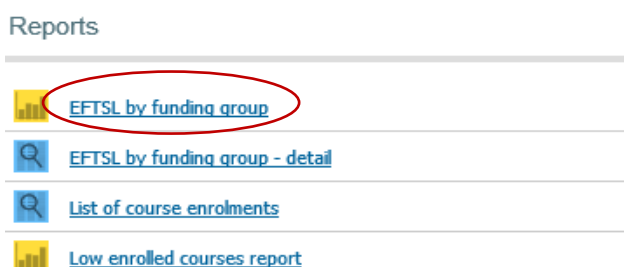 Reports
EFTSL by funding group
EFTSL by funding group - detail
List of course enrolments
Low enrolled courses report